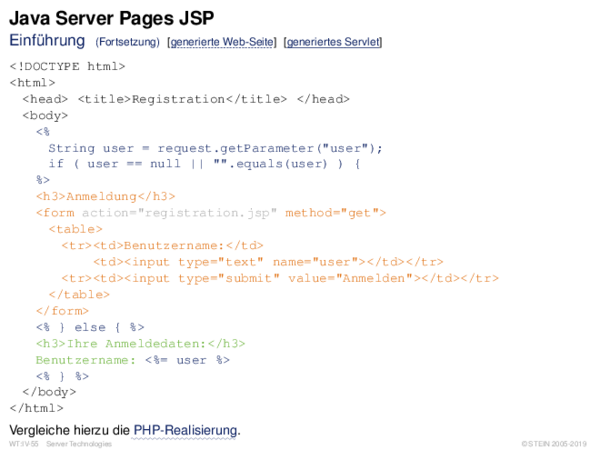 Java Server Pages JSP
Einführung (Fortsetzung) [generierte Web-Seite] [generiertes Servlet]
<!DOCTYPE html>
<html>
<head> <title>Registration</title> </head>
<body>
<%
String user = request.getParameter("user");
if ( user == null || "".equals(user) ) {
%>
<h3>Anmeldung</h3>
<form action="registration.jsp" method="get">
<table>
<tr><td>Benutzername:</td>
<td><input type="text" name="user"></td></tr>
<tr><td><input type="submit" value="Anmelden"></td></tr>
</table>
</form>
<% } else { %>
<h3>Ihre Anmeldedaten:</h3>
Benutzername: <%= user %>
<% } %>
</body>
</html>
Vergleiche hierzu die PHP-Realisierung.
WT:IV-55 Server Technologies © STEIN 2005-2019